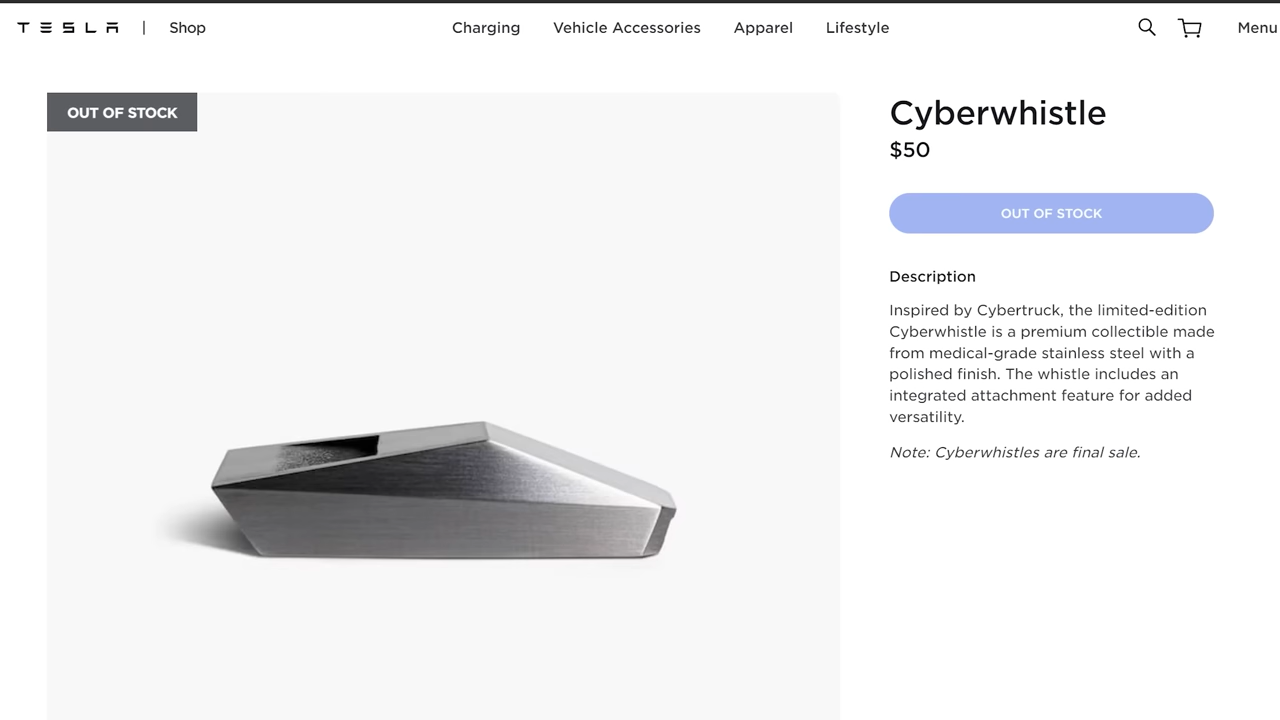 TESLA | Shop
Charging
Vehicle Accessories
Apparel
Lifestyle
Menu
OUT OF STOCK
Cyberwhistle
$50
OUT OF STOCK
Description
Inspired by Cybertruck, the limited-edition
Cyberwhistle is a premium collectible made
from medical-grade stainless steel with a
polished finish. The whistle includes an
integrated attachment feature for added
versatility.
Note: Cyberwhistles are final sale.